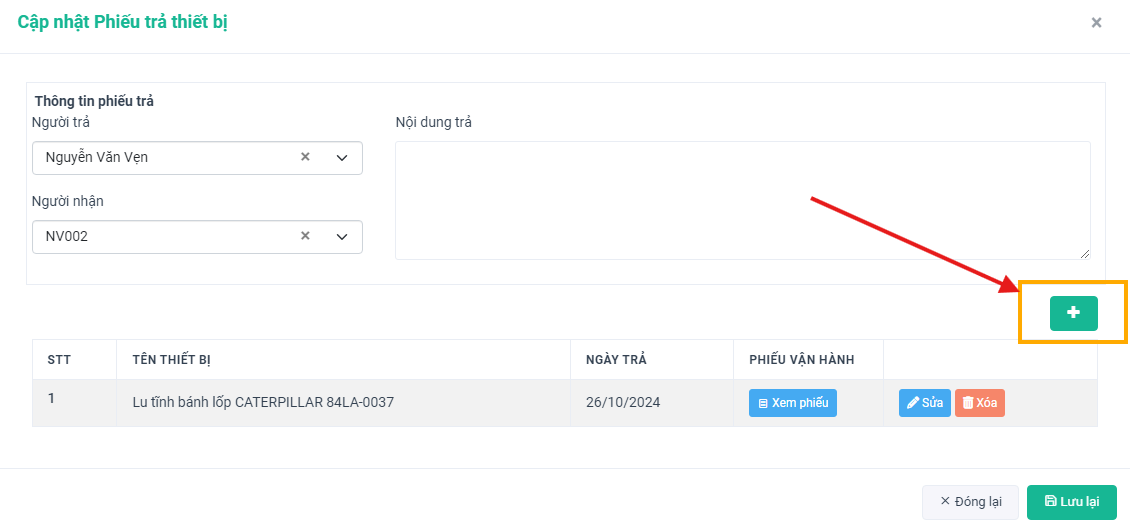 Cập nhật Phiếu trả thiết bị
Thông tin phiếu trả
Người trả
Nội dung trả
Nguyễn Văn Vẹn
Người nhận
NV002
STT TÊN THIẾT BỊ NGÀY TRẢ PHIẾU VẬN HÀNH
1 Lu tĩnh bánh lốp CATERPILLAR 84LA-0037 26/10/2024 Xem phiếu Sửa Xóa
Đóng lại Lưu lại